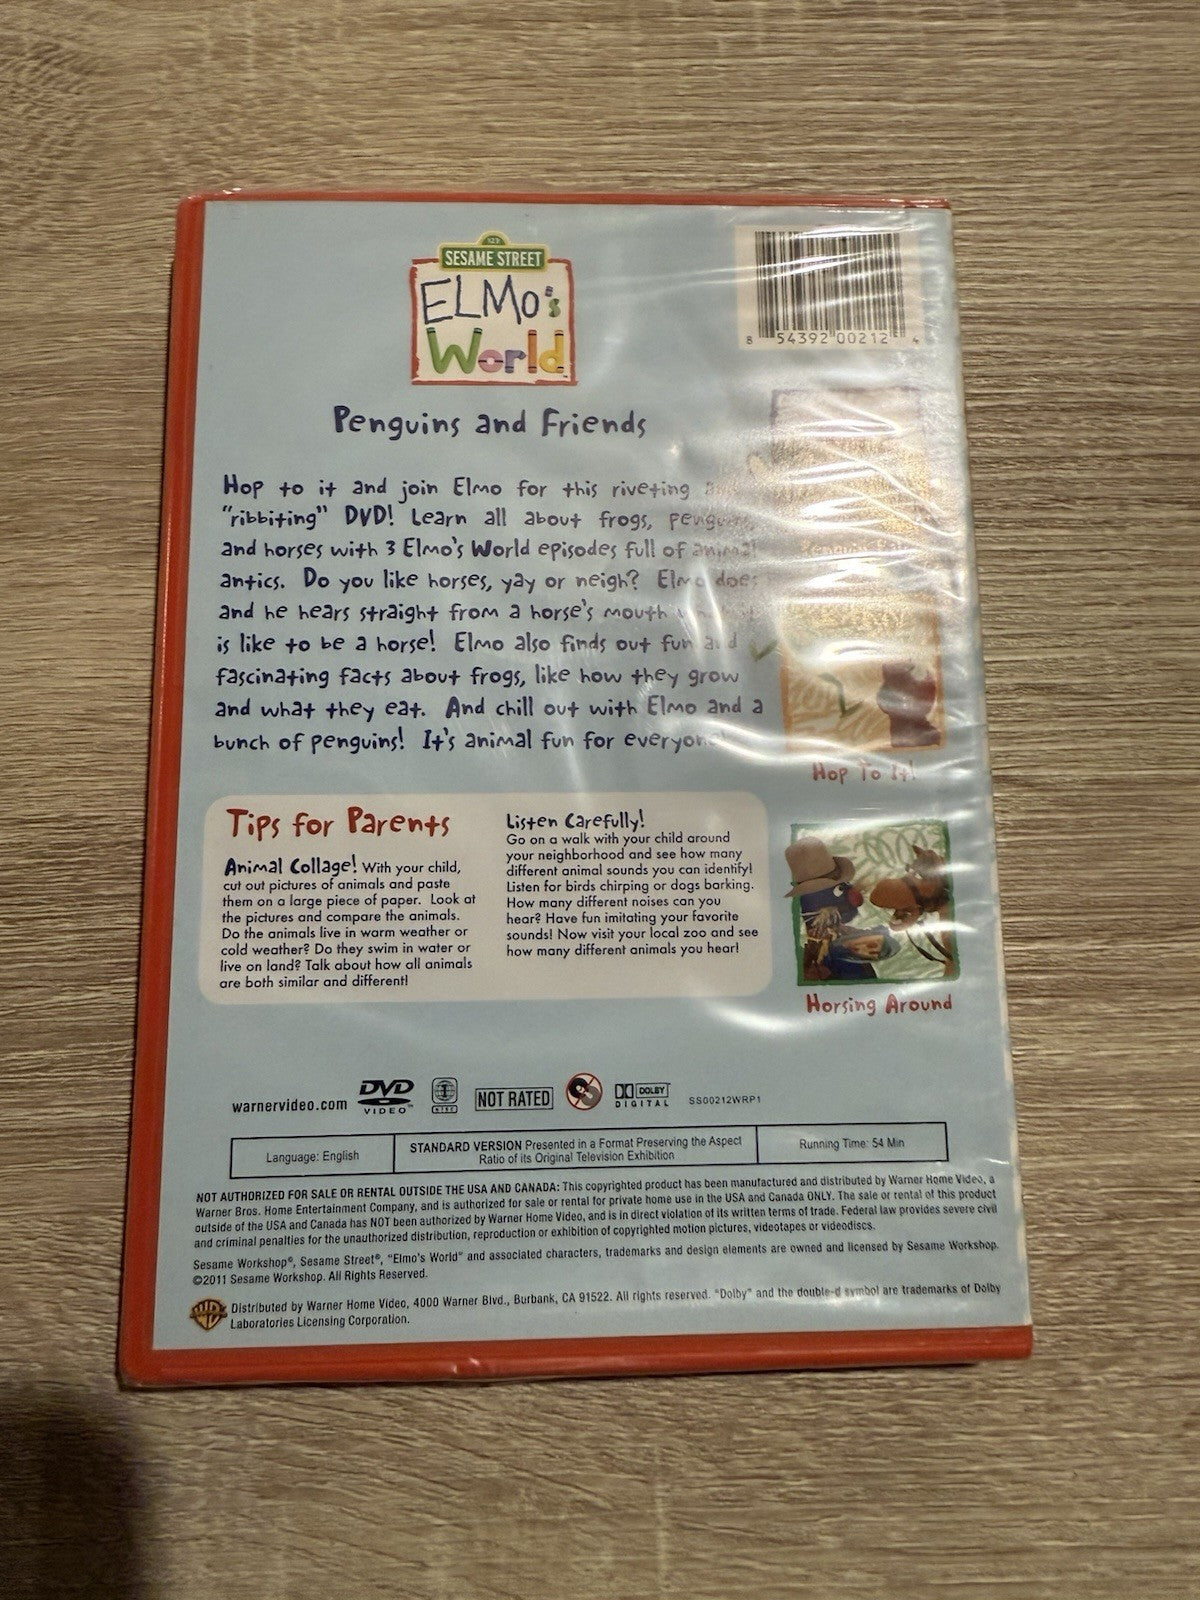 123
SESAME STREET
ELMO's
World
8 54392 00212 4
Penguins and Friends
Hop to it and join Elmo for this riveting
"ribbiting" DVD! Learn all about frogs, penguins,
and horses with 3 Elmo's World episodes full of animal
antics. Do you like horses, yay or neigh? Elmo does
and he hears straight from a horse's mouth what it
is like to be a horse! Elmo also finds out fun and
fascinating facts about frogs, like how they grow
and what they eat. And chill out with Elmo and a
bunch of penguins! It's animal fun for everyone!
Hop To It!
Horsing Around
Tips for Parents
Animal Collage! With your child,
cut out pictures of animals and paste
them on a large piece of paper. Look at
the pictures and compare the animals.
Do the animals live in warm weather or
cold weather? Do they swim in water or
live on land? Talk about how all animals
are both similar and different!
Listen Carefully!
Go on a walk with your child around
your neighborhood and see how many
different animal sounds you can identify!
Listen for birds chirping or dogs barking.
How many different noises can you
hear? Have fun imitating your favorite
sounds! Now visit your local zoo and see
how many different animals you hear!
warnervideo.com DVD VIDEO 1 NTSC NOT RATED DOLBY DIGITAL SS00212WRP1
Language: English
STANDARD VERSION Presented in a Format Preserving the Aspect
Ratio of its Original Television Exhibition
Running Time: 54 Min
NOT AUTHORIZED FOR SALE OR RENTAL OUTSIDE THE USA AND CANADA: This copyrighted product has been manufactured and distributed by Warner Home Video, a
Warner Bros. Home Entertainment Company, and is authorized for sale or rental for private home use in the USA and Canada ONLY. The sale or rental of this product
outside of the USA and Canada has NOT been authorized by Warner Home Video, and is in direct violation of its written terms of trade. Federal law provides severe civil
and criminal penalties for the unauthorized distribution, reproduction or exhibition of copyrighted motion pictures, videotapes or videodiscs.
Sesame Workshop®, Sesame Street®, "Elmo's World" and associated characters, trademarks and design elements are owned and licensed by Sesame Workshop.
©2011 Sesame Workshop. All Rights Reserved.
WB Distributed by Warner Home Video, 4000 Warner Blvd., Burbank, CA 91522. All rights reserved. "Dolby" and the double-d symbol are trademarks of Dolby
Laboratories Licensing Corporation.